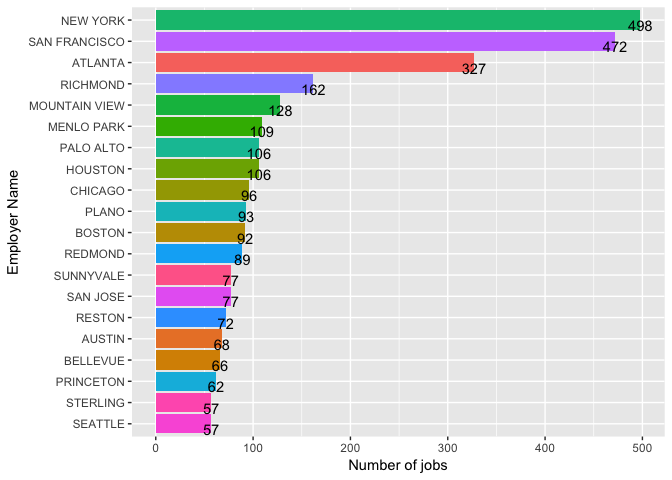 NEW YORK 498
SAN FRANCISCO 472
ATLANTA 327
RICHMOND 162
MOUNTAIN VIEW 128
MENLO PARK 109
PALO ALTO 106
HOUSTON 106
CHICAGO 96
PLANO 93
BOSTON 92
REDMOND 89
SUNNYVALE 77
SAN JOSE 77
RESTON 72
AUSTIN 68
BELLEVUE 66
PRINCETON 62
STERLING 57
SEATTLE 57
0 100 200 300 400 500
Number of jobs
Employer Name